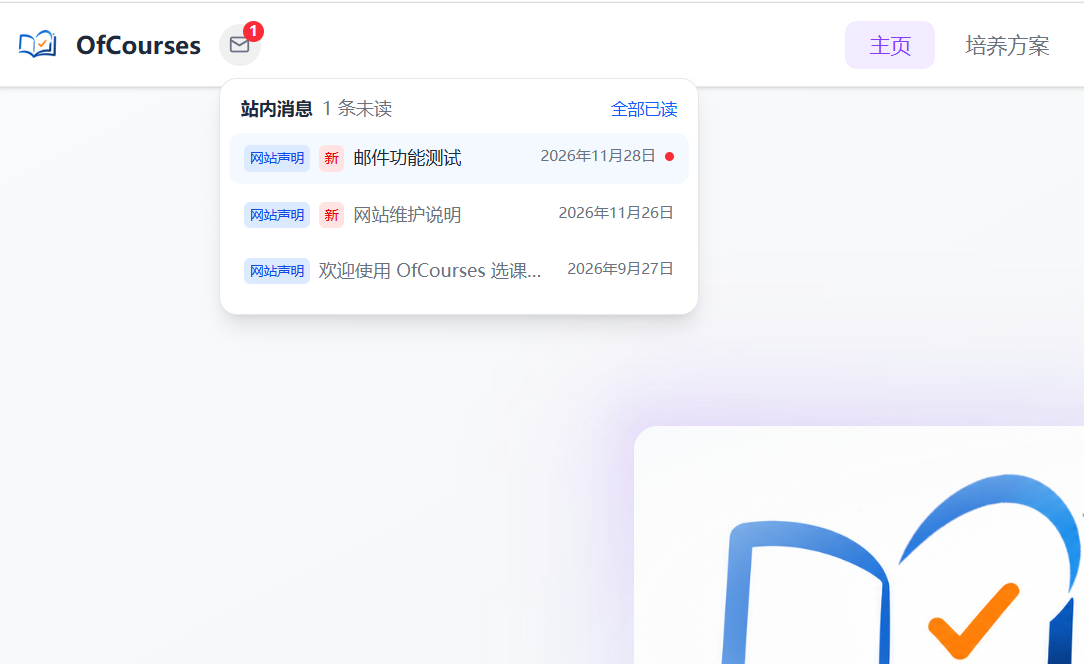 OfCourses 1 主页 培养方案
站内消息 1 条未读 全部已读
网站声明 新 邮件功能测试 2026年11月28日
网站声明 新 网站维护说明 2026年11月26日
网站声明 欢迎使用 OfCourses 选课... 2026年9月27日